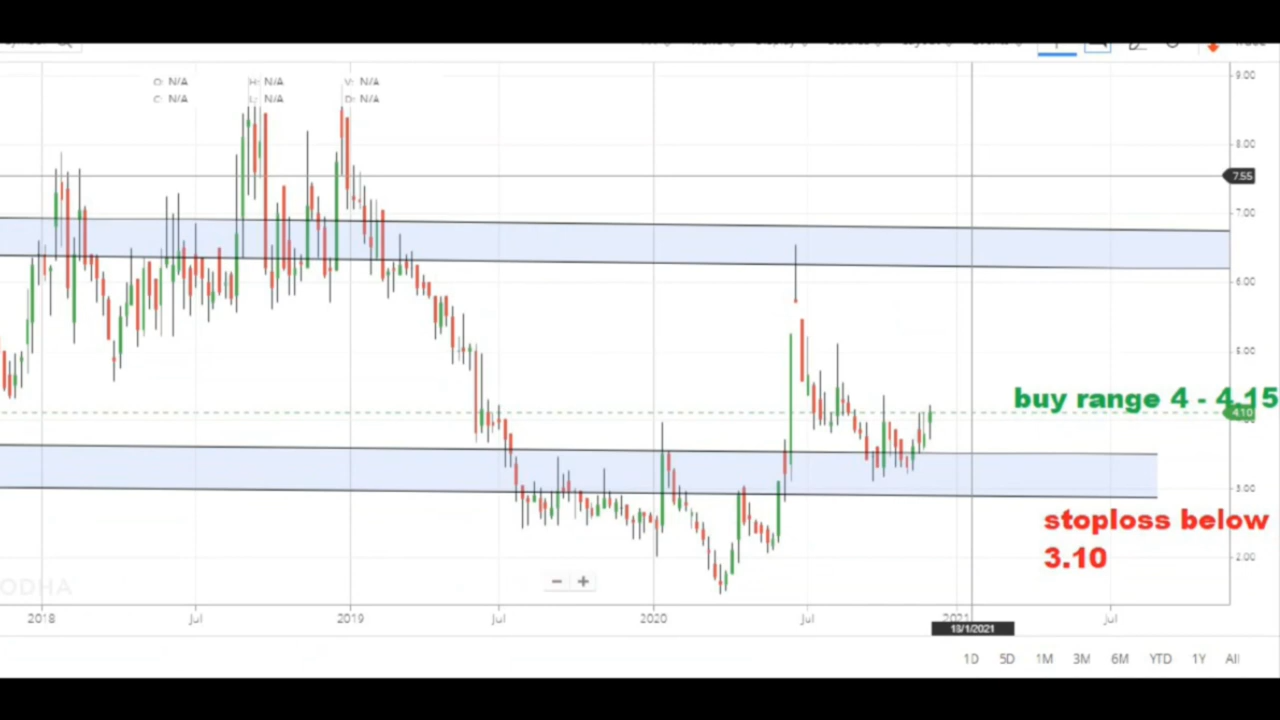 O: N/A H: N/A V: N/A
C: N/A L: N/A D: N/A
9.00
8.00
7.55
7.00
6.00
5.00
buy range 4 - 4.15
4.10
3.00
stoploss below
3.10
2.00
ODHA
2018 Jul 2019 Jul 2020 Jul 2021 Jul
18/1/2021
1D 5D 1M 3M 6M YTD 1Y All